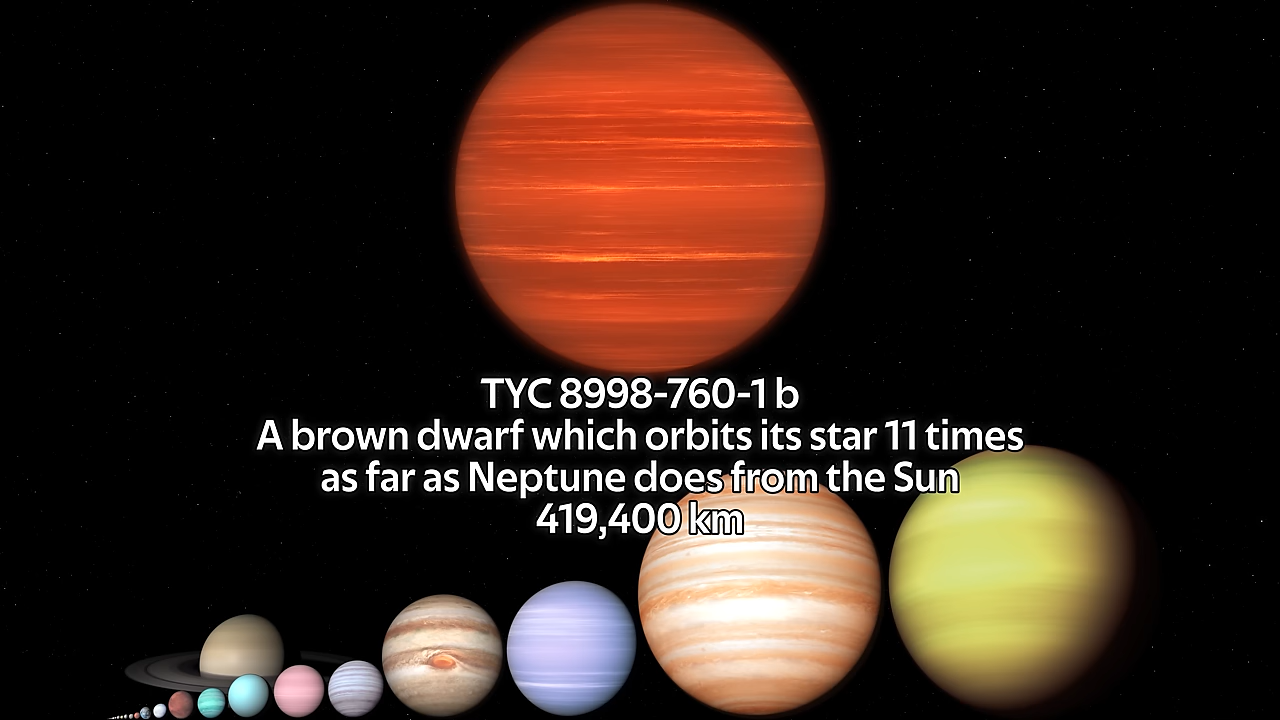 TYC 8998-760-1 b
A brown dwarf which orbits its star 11 times
as far as Neptune does from the Sun
419,400 km